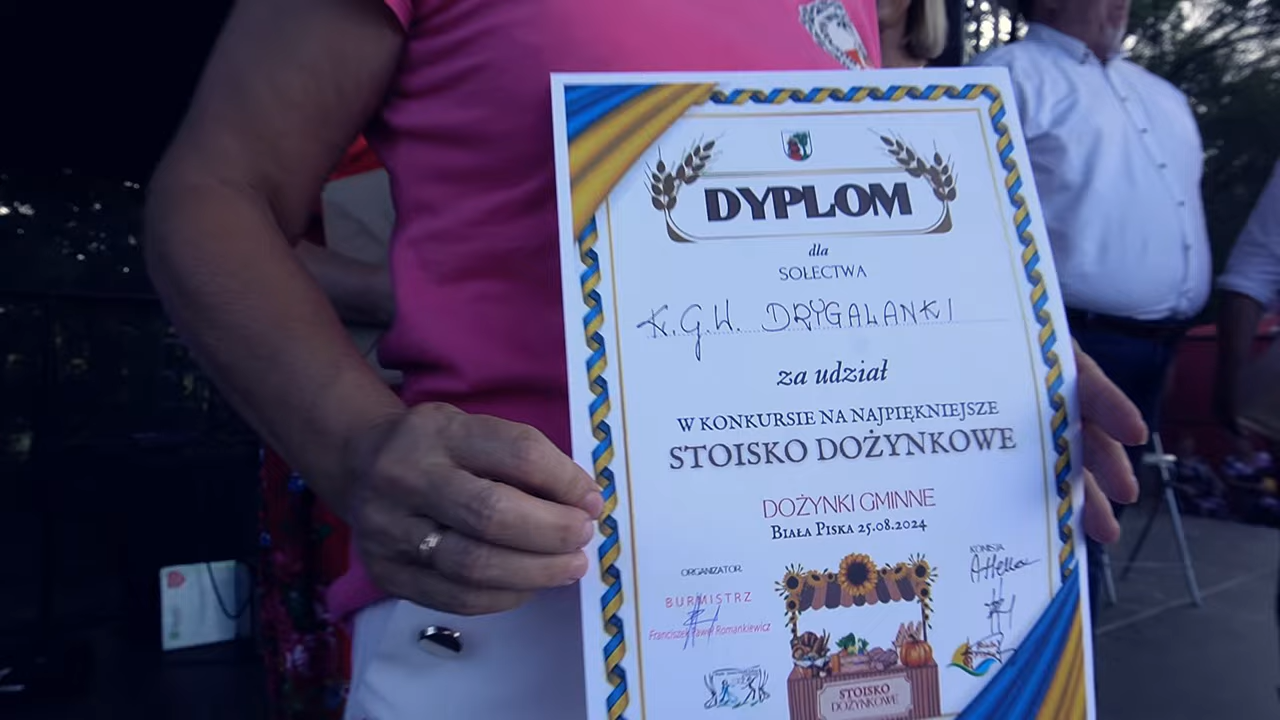 DYPLOM
dla
SOŁECTWA
K.G.W. DRYGALANKI
za udział
W KONKURSIE NA NAJPIĘKNIEJSZE
STOISKO DOŻYNKOWE
DOŻYNKI GMINNE
BIAŁA PISKA 25.08.2024
ORGANIZATOR
BURMISTRZ
Franciszek Paweł Romankiewicz
KOMISJA
STOISKO
DOŻYNKOWE